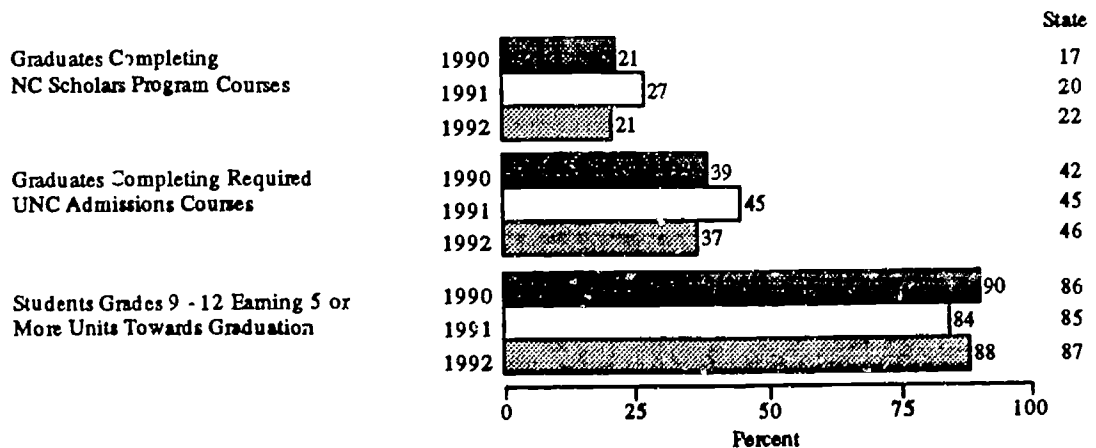 State
Graduates Completing
NC Scholars Program Courses
1990 21 17
1991 27 20
1992 21 22
Graduates Completing Required
UNC Admissions Courses
1990 39 42
1991 45 45
1992 37 46
Students Grades 9 - 12 Earning 5 or
More Units Towards Graduation
1990 90 86
1991 84 85
1992 88 87
0 25 50 75 100
Percent